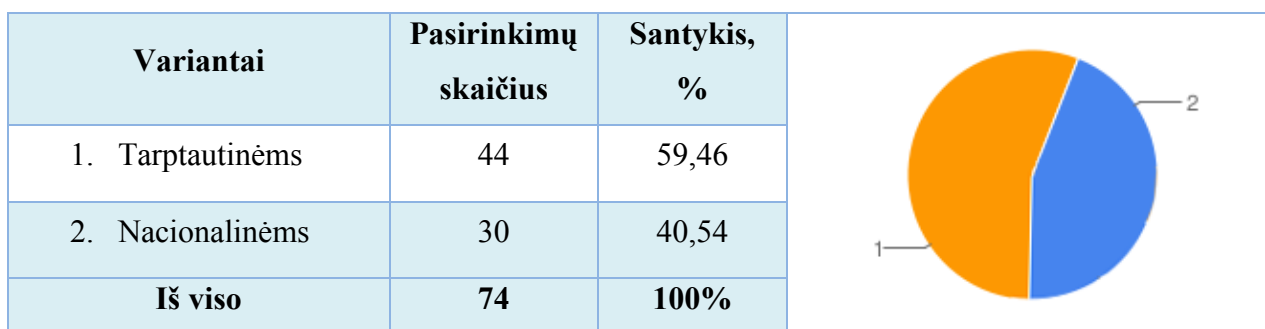 Variantai Pasirinkimų skaičius Santykis, %
1. Tarptautinėms 44 59,46
2. Nacionalinėms 30 40,54
Iš viso 74 100%
2
1